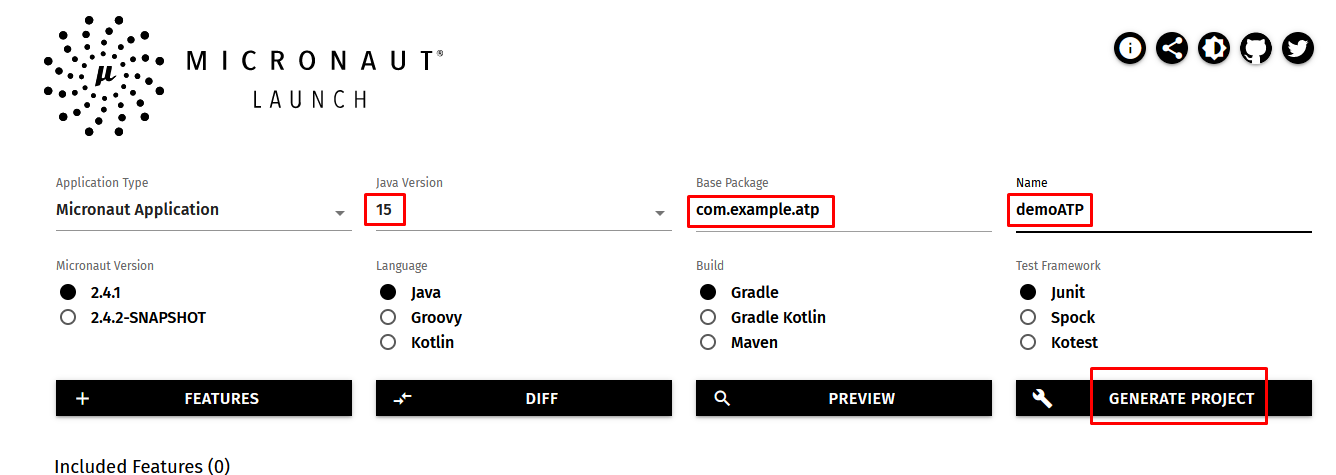 μ
MICRONAUT®
LAUNCH
Application Type Java Version Base Package Name
Micronaut Application 15 com.example.atp demoATP
Micronaut Version Language Build Test Framework
2.4.1 Java Gradle Junit
2.4.2-SNAPSHOT Groovy Gradle Kotlin Spock
Kotlin Maven Kotest
FEATURES DIFF PREVIEW GENERATE PROJECT
Included Features (0)